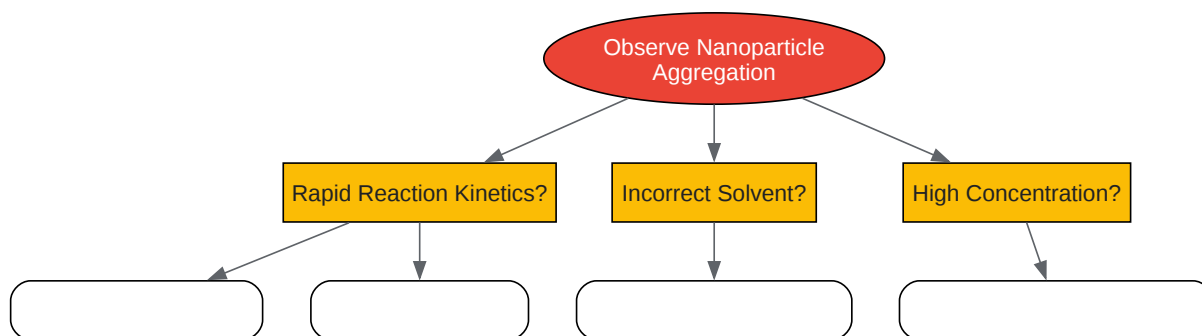 Observe Nanoparticle
Aggregation
Rapid Reaction Kinetics?
Incorrect Solvent?
High Concentration?